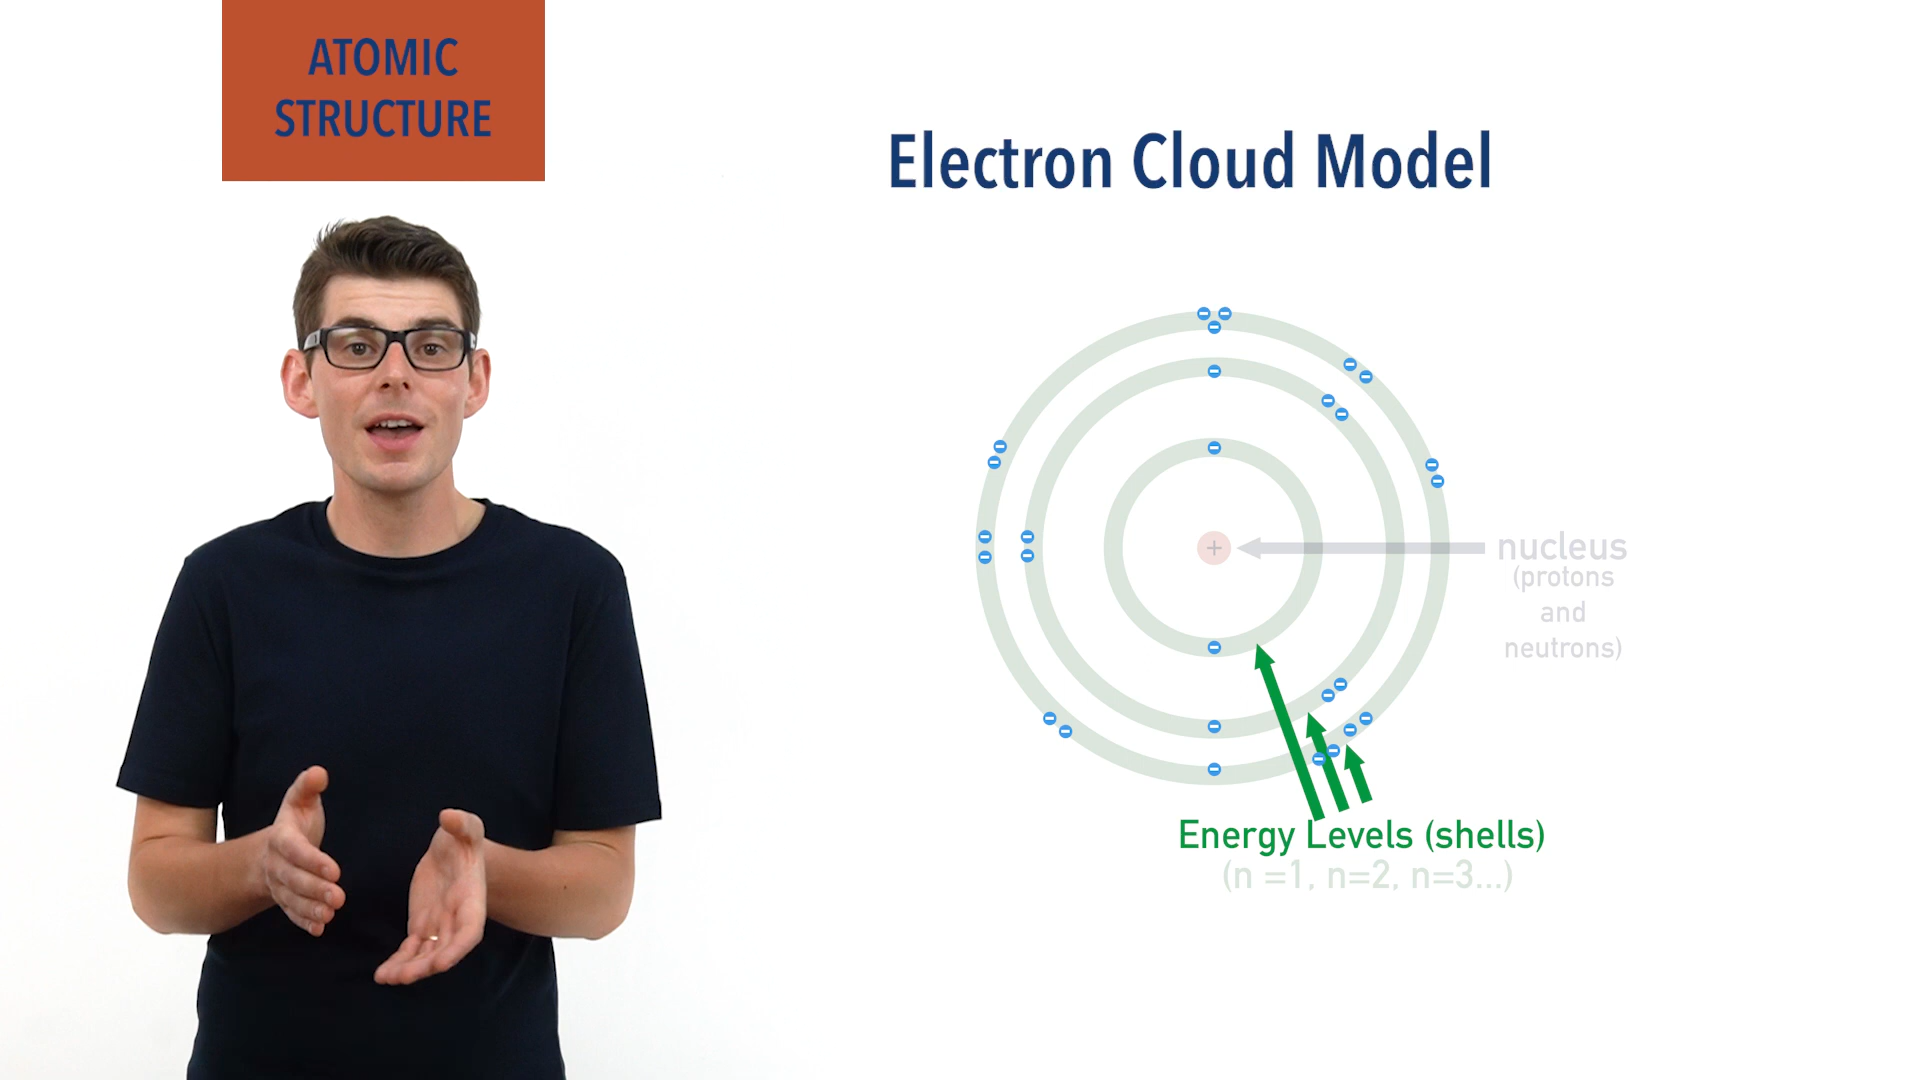 ATOMIC
STRUCTURE
Electron Cloud Model
nucleus
(protons
and
neutrons)
Energy Levels (shells)
(n =1, n=2, n=3...)